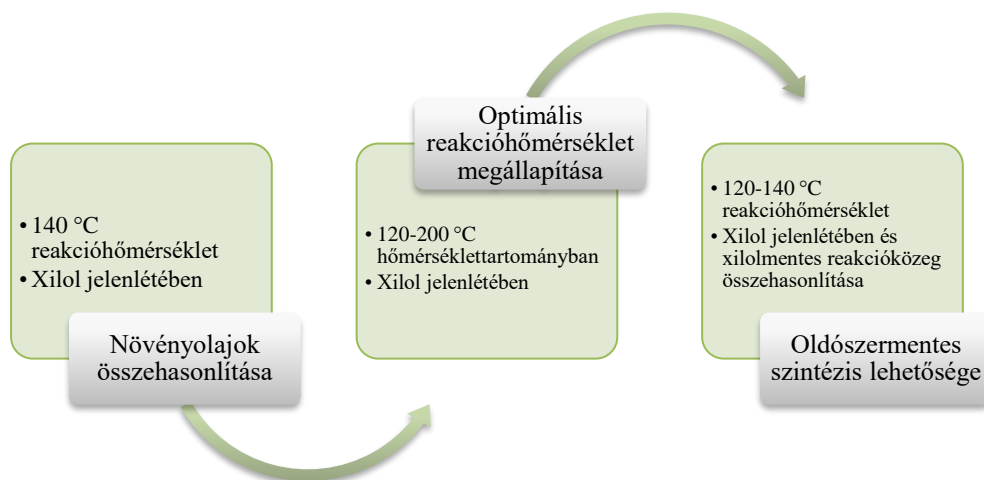 • 140 °C
reakcióhőmérséklet
• Xilol jelenlétében
Növényolajok
összehasonlítása
Optimális
reakcióhőmérséklet
megállapítása
• 120-200 °C
hőmérséklettartományban
• Xilol jelenlétében
• 120-140 °C
reakcióhőmérséklet
• Xilol jelenlétében és
xilolmentes reakcióközeg
összehasonlítása
Oldószermentes
szintézis lehetősége